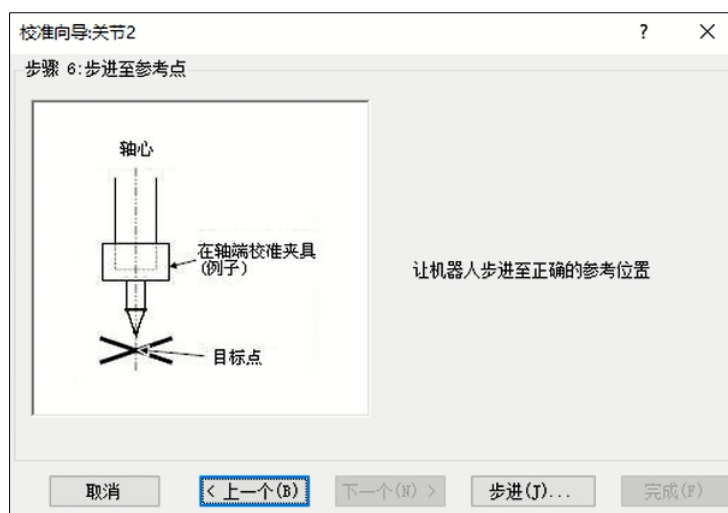 校准向导:关节2
? ×
步骤 6:步进至参考点
轴心
在轴端校准夹具
(例子)
目标点
让机器人步进至正确的参考位置
取消
< 上一个(B)
下一个(N) >
步进(J)...
完成(F)